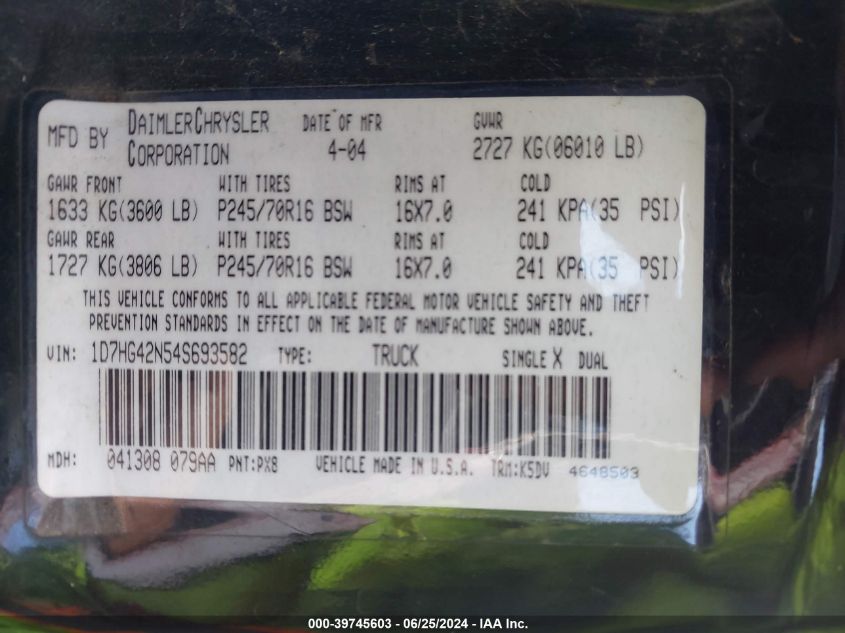 MFD BY DAIMLERCHRYSLER CORPORATION DATE OF MFR 4-04 GVWR 2727 KG(06010 LB)
GAWR FRONT WITH TIRES RIMS AT COLD
1633 KG(3600 LB) P245/70R16 BSW 16X7.0 241 KPA(35 PSI)
GAWR REAR WITH TIRES RIMS AT COLD
1727 KG(3806 LB) P245/70R16 BSW 16X7.0 241 KPA(35 PSI)
THIS VEHICLE CONFORMS TO ALL APPLICABLE FEDERAL MOTOR VEHICLE SAFETY AND THEFT
PREVENTION STANDARDS IN EFFECT ON THE DATE OF MANUFACTURE SHOWN ABOVE.
VIN: 1D7HG42N54S693582 TYPE: TRUCK SINGLE X DUAL
MDH: 041308 079AA PNT:PX8 VEHICLE MADE IN U.S.A. TRM:K5DV 4648503
000-39745603 - 06/25/2024 - IAA Inc.